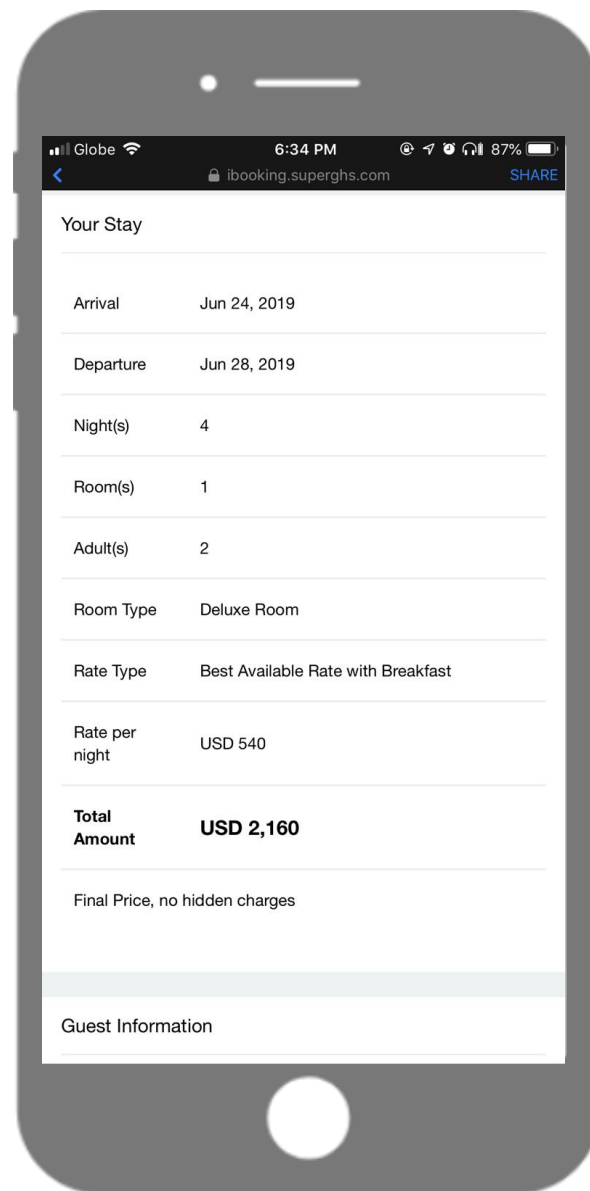 Globe 6:34 PM 87%
ibooking.superghs.com SHARE
Your Stay
Arrival Jun 24, 2019
Departure Jun 28, 2019
Night(s) 4
Room(s) 1
Adult(s) 2
Room Type Deluxe Room
Rate Type Best Available Rate with Breakfast
Rate per
night USD 540
Total
Amount USD 2,160
Final Price, no hidden charges
Guest Information